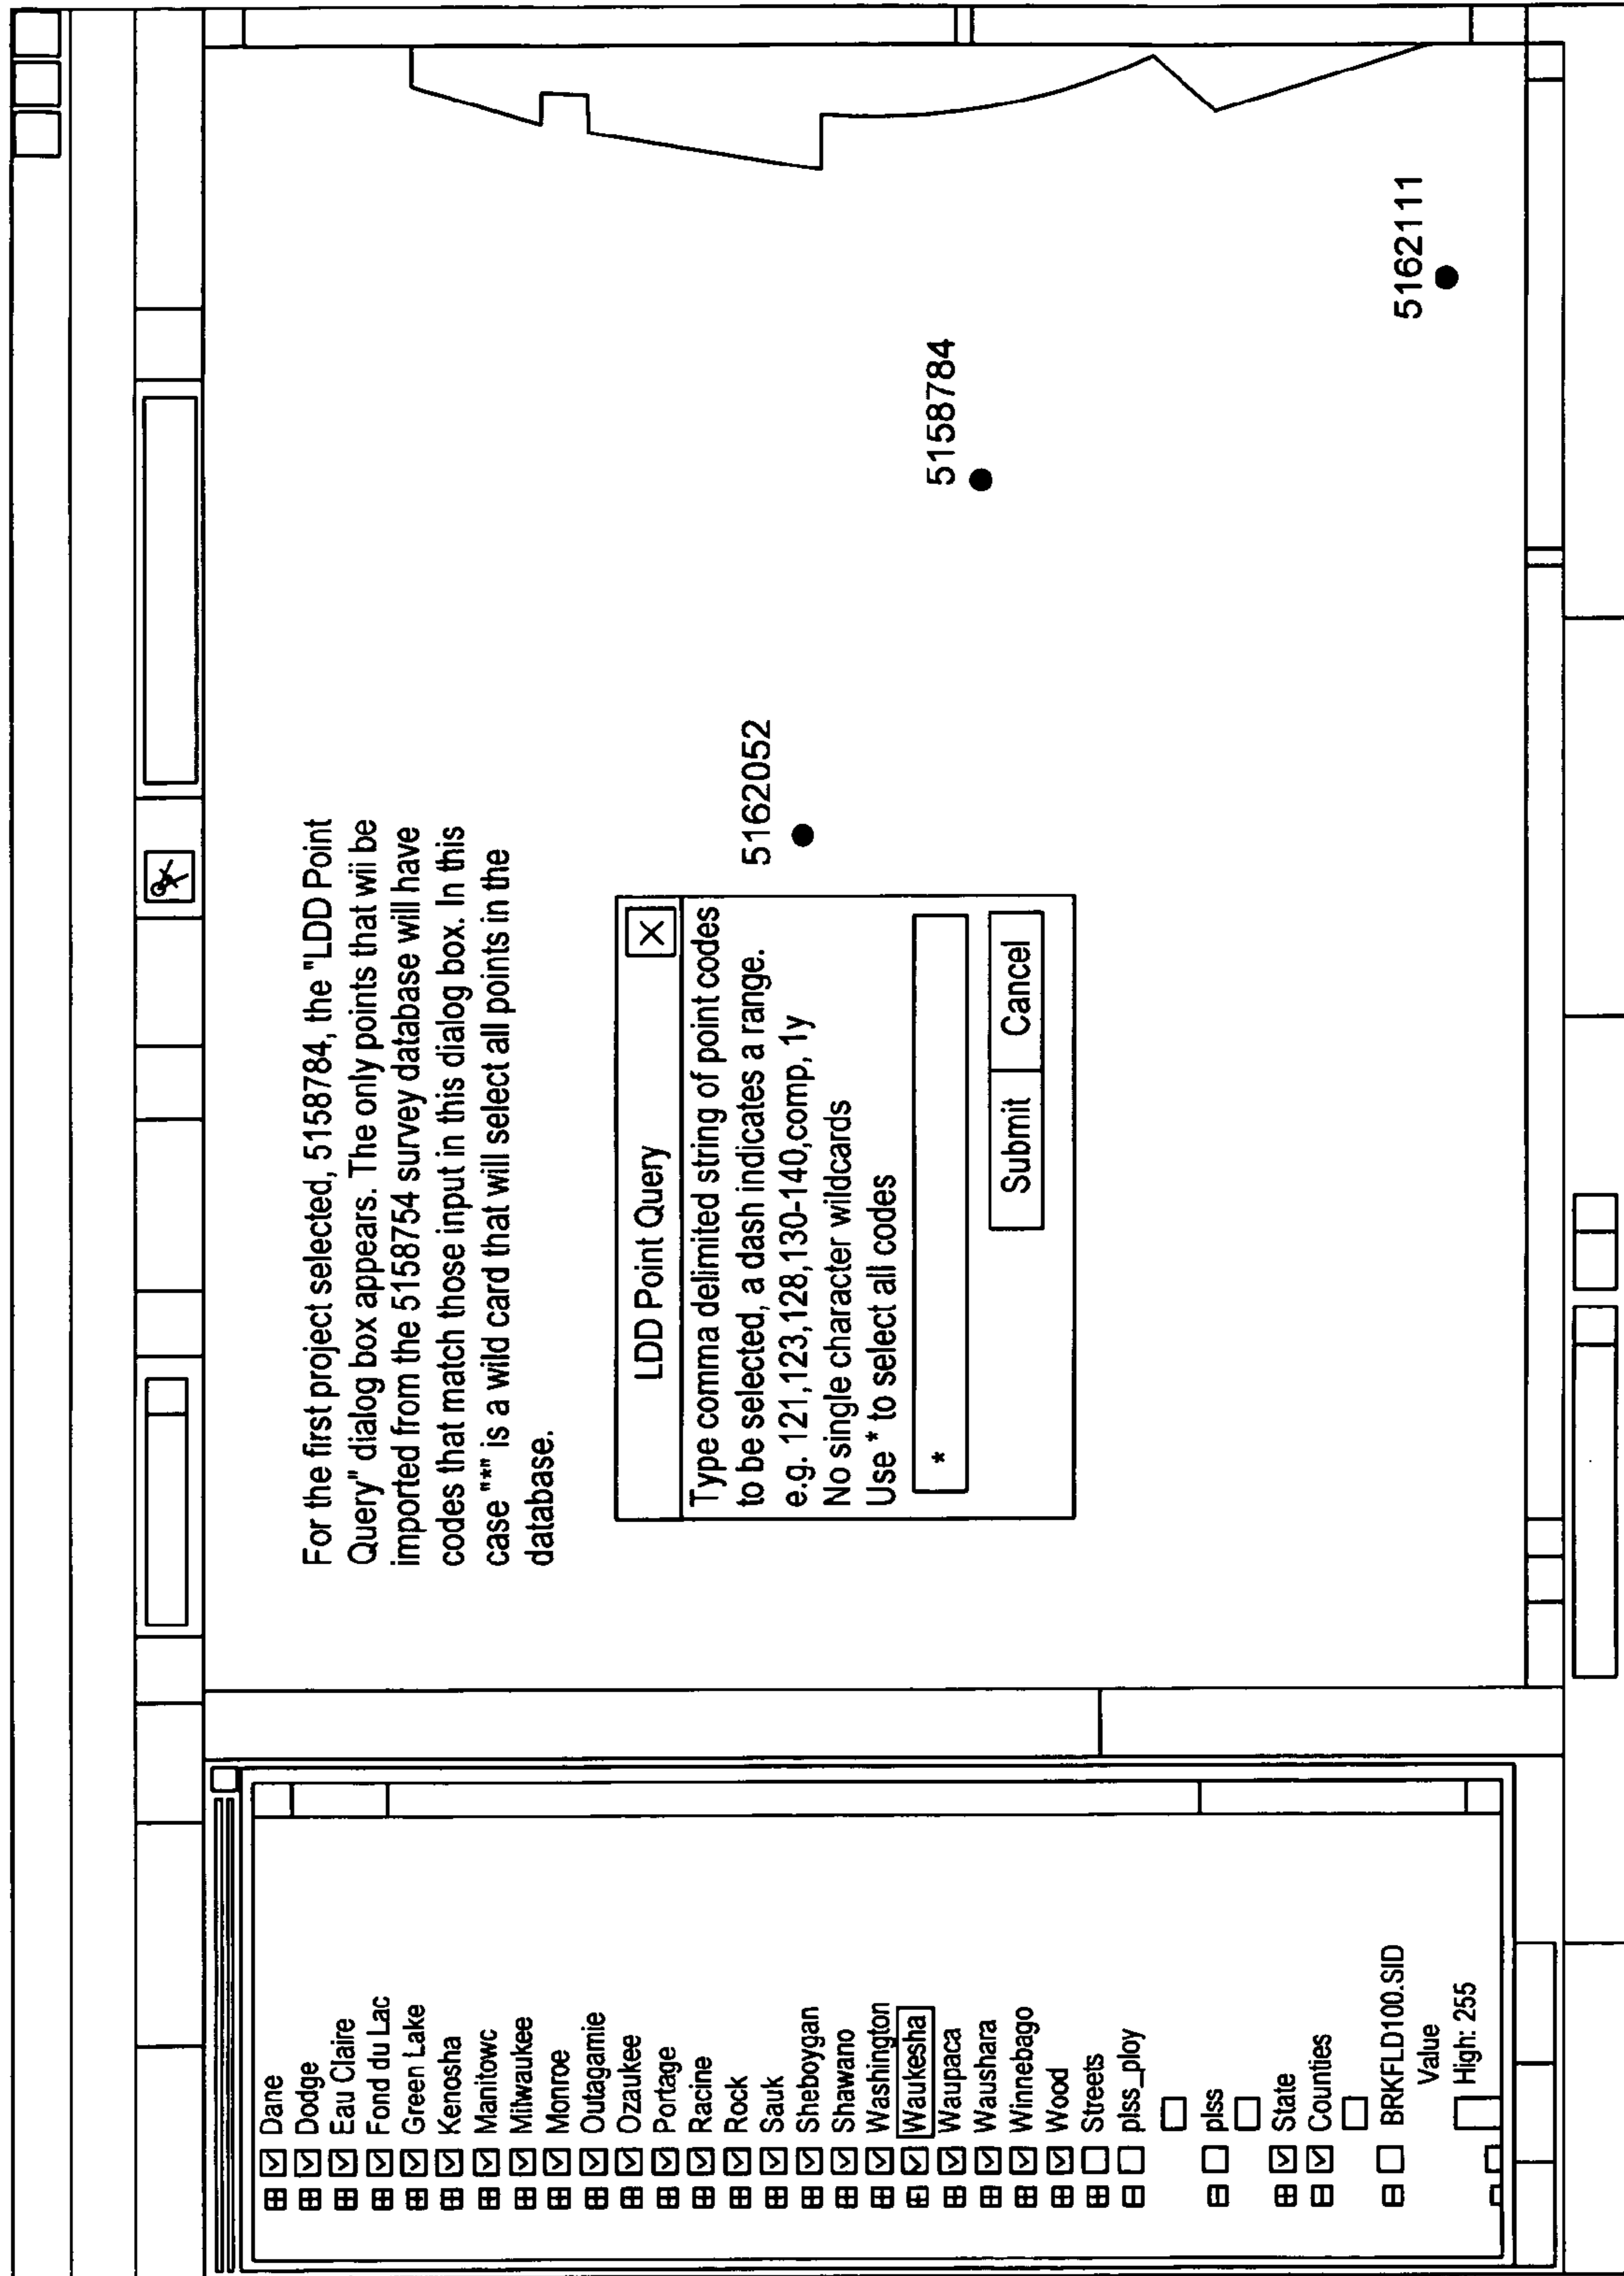 For the first project selected, 5158784, the "LDD Point
Query" dialog box appears. The only points that wii be
imported from the 5158754 survey database will have
codes that match those input in this dialog box. In this
case "*" is a wild card that will select all points in the
database.
LDD Point Query
Type comma delimited string of point codes
to be selected, a dash indicates a range.
e.g. 121,123,128,130-140,comp, 1y
No single character wildcards
Use * to select all codes
*
Submit
Cancel
5162052
5158784
5162111
Dane
Dodge
Eau Claire
Fond du Lac
Green Lake
Kenosha
Manitowc
Milwaukee
Monroe
Outagamie
Ozaukee
Portage
Racine
Rock
Sauk
Sheboygan
Shawano
Washington
Waukesha
Waupaca
Waushara
Winnebago
Wood
Streets
plss_ploy
plss
State
Counties
BRKFLD100.SID
Value
High: 255